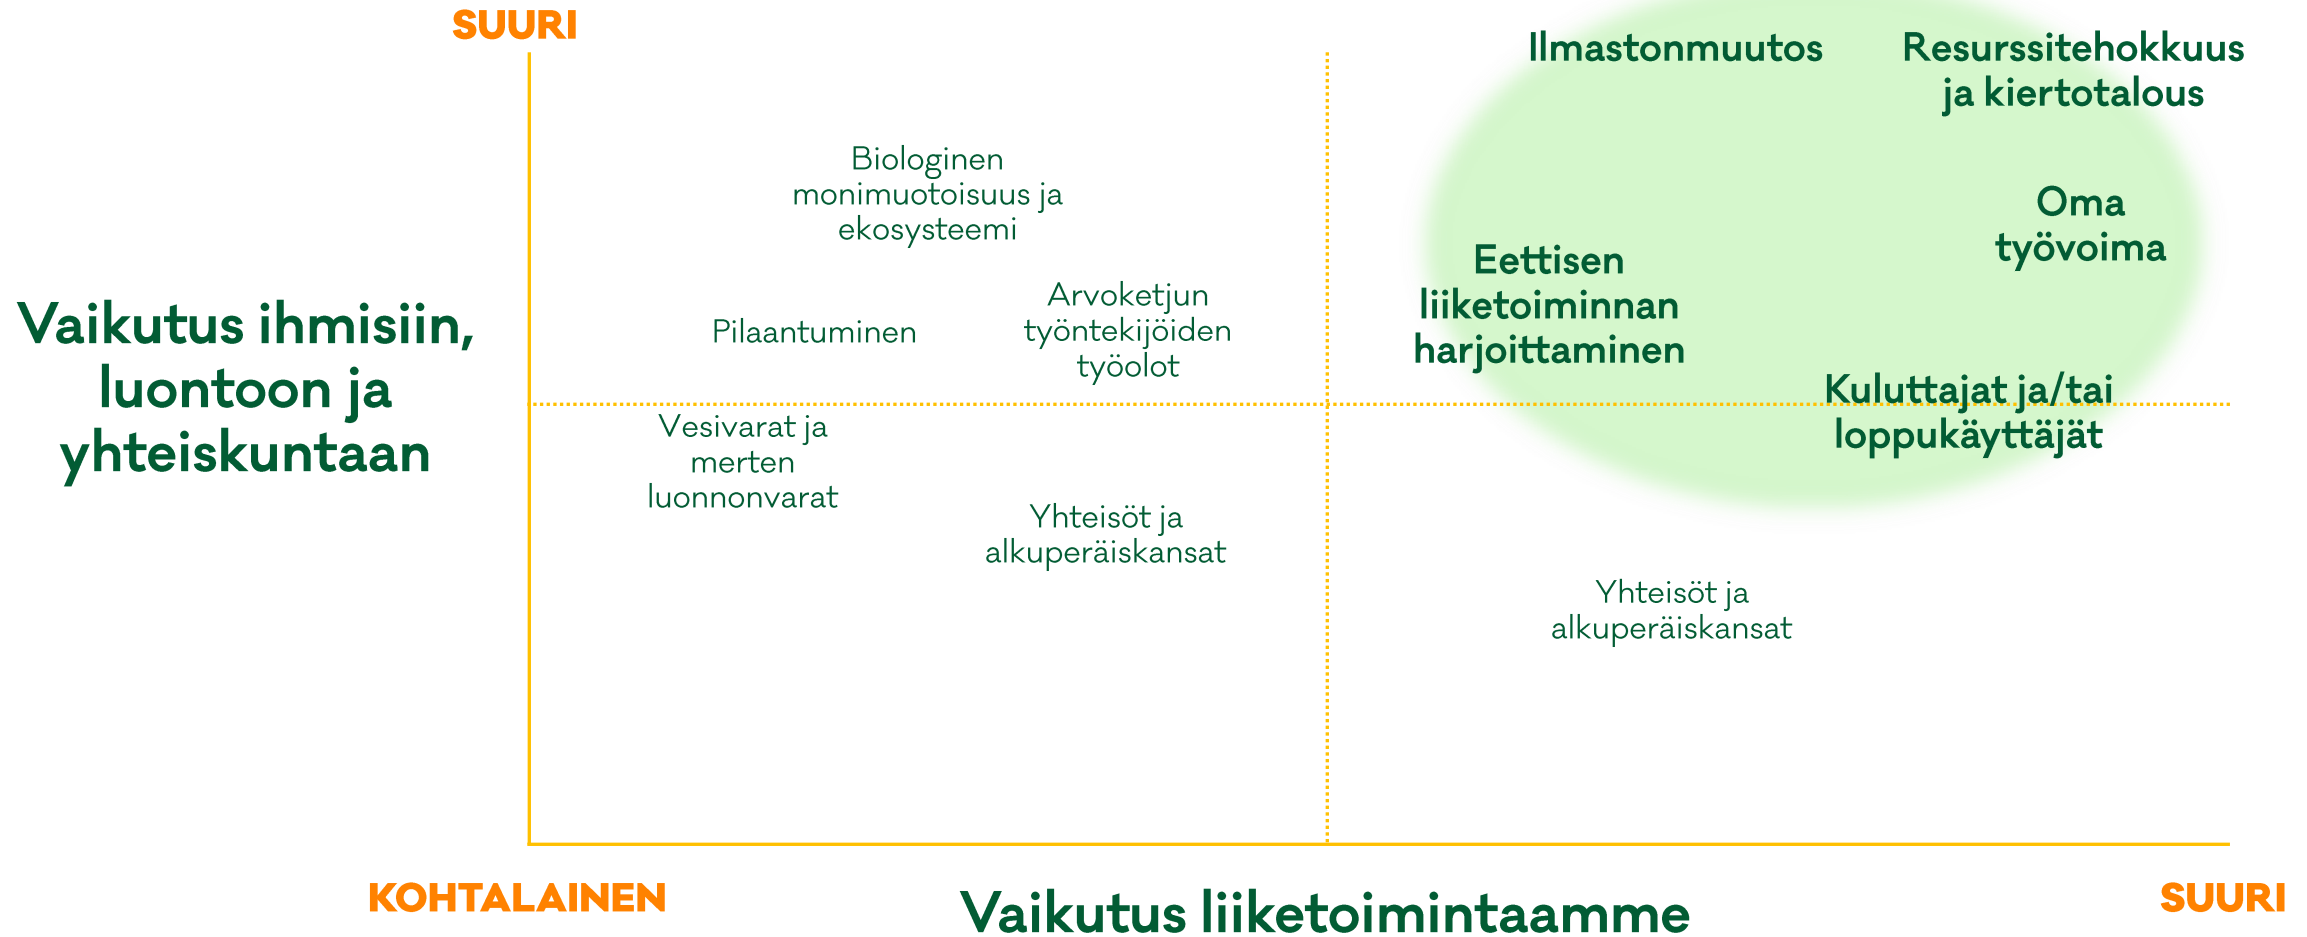 SUURI
Ilmastonmuutos
Resurssitehokkuus
ja kiertotalous
Biologinen
monimuotoisuus ja
ekosysteemi
Oma
työvoima
Eettisen
liiketoiminnan
harjoittaminen
Arvoketjun
työntekijöiden
työolot
Pilaantuminen
Vaikutus ihmisiin,
luontoon ja
yhteiskuntaan
Kuluttajat ja/tai
loppukäyttäjät
Vesivarat ja
merten
luonnonvarat
Yhteisöt ja
alkuperäiskansat
Yhteisöt ja
alkuperäiskansat
KOHTALAINEN
Vaikutus liiketoimintaamme
SUURI